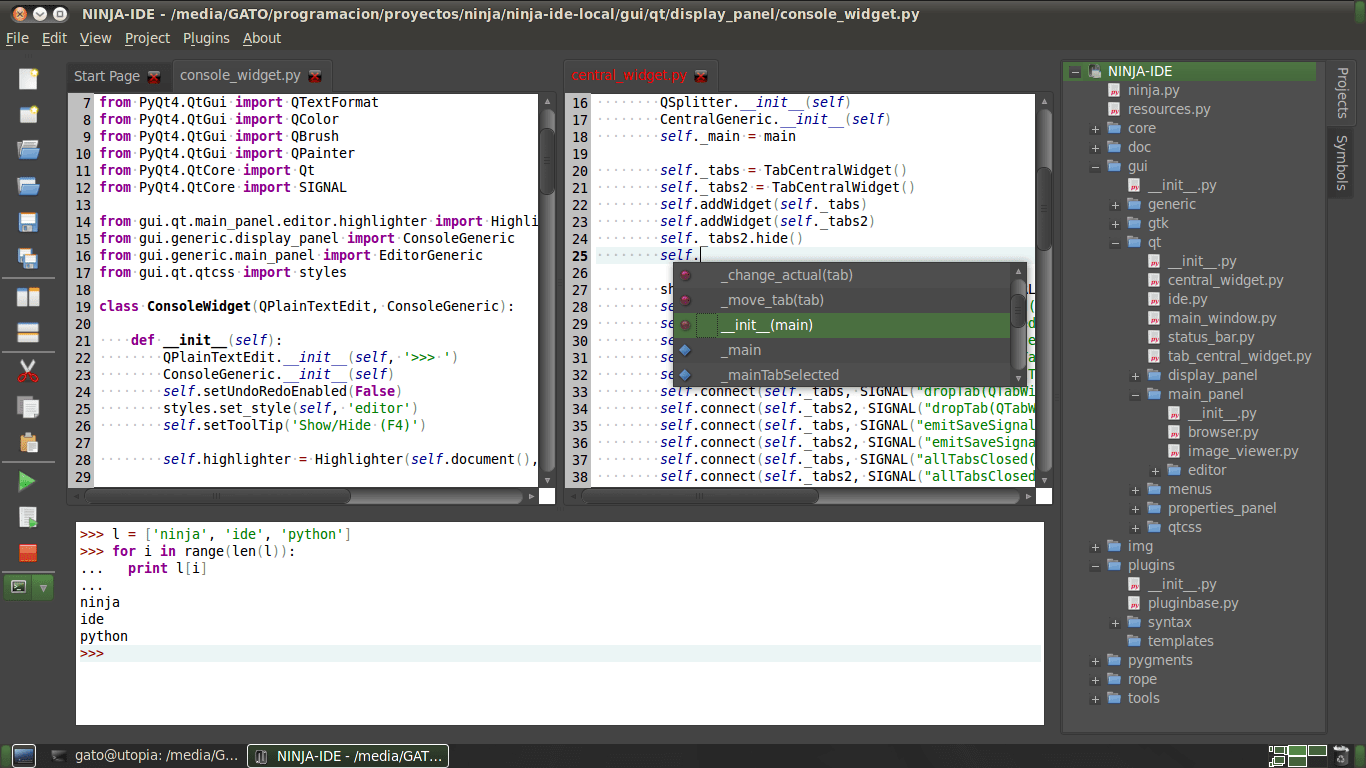 NINJA-IDE - /media/GATO/programacion/proyectos/ninja/ninja-ide-local/gui/qt/display_panel/console_widget.py
File Edit View Project Plugins About
Start Page console_widget.py
7 from PyQt4.QtGui import QTextFormat
8 from PyQt4.QtGui import QColor
9 from PyQt4.QtGui import QBrush
10 from PyQt4.QtGui import QPainter
11 from PyQt4.QtCore import Qt
12 from PyQt4.QtCore import SIGNAL
13
14 from gui.qt.main_panel.editor.highlighter import Highli
15 from gui.generic.display_panel import ConsoleGeneric
16 from gui.generic.main_panel import EditorGeneric
17 from gui.qt.qtcss import styles
18
19 class ConsoleWidget(QPlainTextEdit, ConsoleGeneric):
20
21 def __init__(self):
22 QPlainTextEdit.__init__(self, '>>> ')
23 ConsoleGeneric.__init__(self)
24 self.setUndoRedoEnabled(False)
25 styles.set_style(self, 'editor')
26 self.setToolTip('Show/Hide (F4)')
27
28 self.highlighter = Highlighter(self.document(),
29
central_widget.py
16 QSplitter.__init__(self)
17 CentralGeneric.__init__(self)
18 self._main = main
19
20 self._tabs = TabCentralWidget()
21 self._tabs2 = TabCentralWidget()
22 self.addWidget(self._tabs)
23 self.addWidget(self._tabs2)
24 self._tabs2.hide()
25 self.
26
27
28
29
30
31
32
_change_actual(tab)
_move_tab(tab)
__init__(main)
_main
_mainTabSelected
33 self.connect(self._tabs, SIGNAL("dropTab(QTabWi
34 self.connect(self._tabs2, SIGNAL("dropTab(QTabW
35 self.connect(self._tabs, SIGNAL("emitSaveSignal
36 self.connect(self._tabs2, SIGNAL("emitSaveSigna
37 self.connect(self._tabs, SIGNAL("allTabsClosed(
38 self.connect(self._tabs2, SIGNAL("allTabsClosed
>>> l = ['ninja', 'ide', 'python']
>>> for i in range(len(l)):
... print l[i]
...
ninja
ide
python
>>>
NINJA-IDE
ninja.py
resources.py
core
doc
gui
__init__.py
generic
gtk
qt
__init__.py
central_widget.py
ide.py
main_window.py
status_bar.py
tab_central_widget.py
display_panel
main_panel
__init__.py
browser.py
image_viewer.py
editor
menus
properties_panel
qtcss
img
plugins
__init__.py
pluginbase.py
syntax
templates
pygments
rope
tools
Projects
Symbols
gato@utopia: /media/G... NINJA-IDE - /media/GAT...